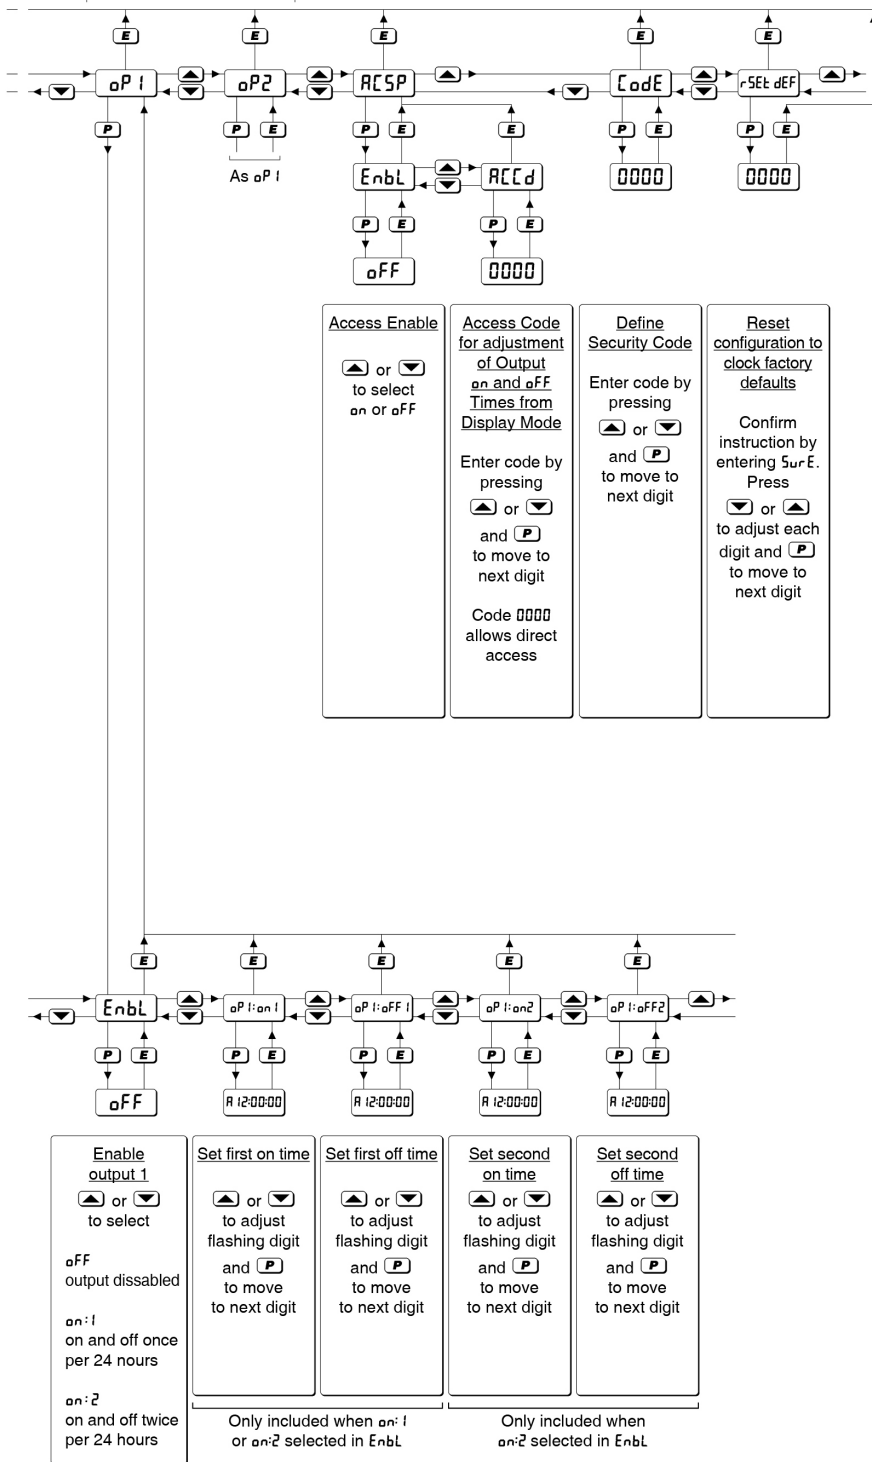 E E E E E
oP1 oP2 ACSP CodE rSEt dEF
P P E P E E P E P E
As oP1
EnbL ACCd 0000 0000
P E P E
oFF 0000
Access Enable
or
to select
on or oFF
Access Code
for adjustment
of Output
on and oFF
Times from
Display Mode
Enter code by
pressing
or
and P
to move to
next digit
Code 0000
allows direct
access
Define
Security Code
Enter code by
pressing
or
and P
to move to
next digit
Reset
configuration to
clock factory
defaults
Confirm
instruction by
entering SurE.
Press
or
to adjust each
digit and P
to move to
next digit
E E E E E
EnbL oP1:on1 oP1:oFF1 oP1:on2 oP1:oFF2
P E P E P E P E P E
oFF A12:00:00 A12:00:00 A12:00:00 A12:00:00
Enable
output 1
or
to select
oFF
output dissabled
on:1
on and off once
per 24 nours
on:2
on and off twice
per 24 hours
Set first on time
or
to adjust
flashing digit
and P
to move
to next digit
Set first off time
or
to adjust
flashing digit
and P
to move
to next digit
Only included when on:1
or on:2 selected in EnbL
Set second
on time
or
to adjust
flashing digit
and P
to move
to next digit
Set second
off time
or
to adjust
flashing digit
and P
to move
to next digit
Only included when
on:2 selected in EnbL